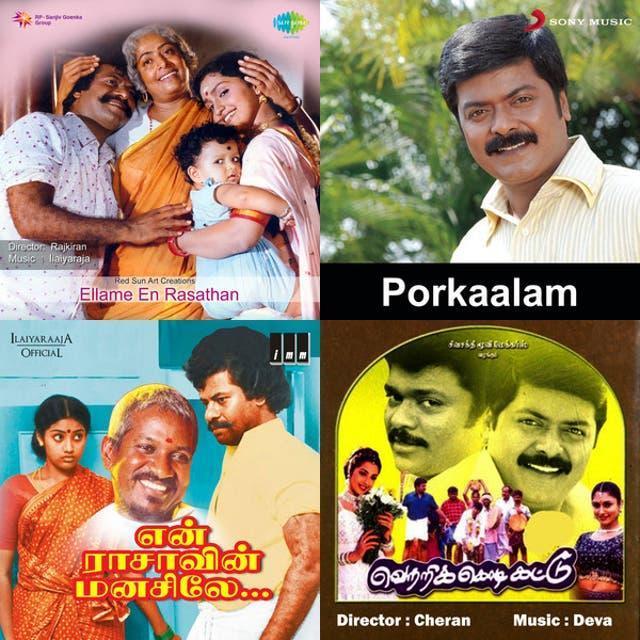 RP- Sanjiv Goenka
Group
SONY MUSIC
Director: Rajkiran
Music : Ilaiyaraja
Red Sun Art Creations
Ellame En Rasathan
Porkaalam
ILAIYARAAJA
OFFICIAL
imm
என்
ராசாவின்
மனசிலே...
வெற்றிக் கொடி கட்டு
Director : Cheran
Music : Deva